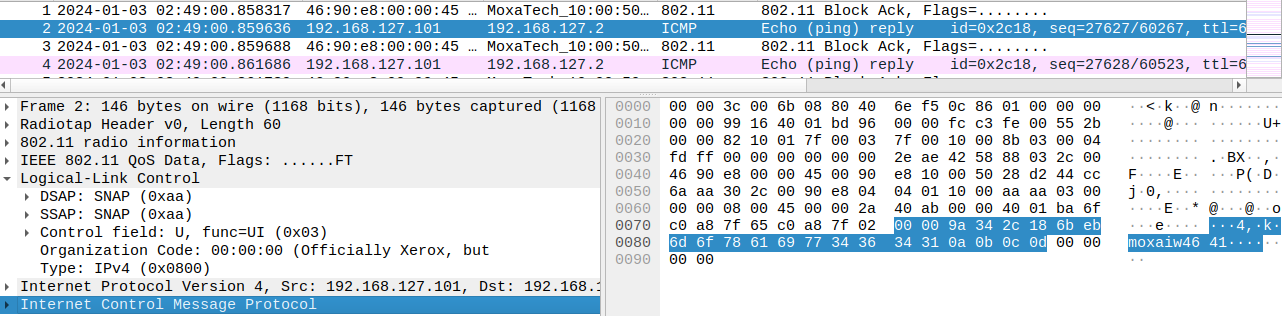 1 2024-01-03 02:49:00.858317 46:90:e8:00:00:45 … MoxaTech_10:00:50… 802.11 802.11 Block Ack, Flags=........
2 2024-01-03 02:49:00.859636 192.168.127.101 192.168.127.2 ICMP Echo (ping) reply id=0x2c18, seq=27627/60267, ttl=6
3 2024-01-03 02:49:00.859688 46:90:e8:00:00:45 … MoxaTech_10:00:50… 802.11 802.11 Block Ack, Flags=........
4 2024-01-03 02:49:00.861686 192.168.127.101 192.168.127.2 ICMP Echo (ping) reply id=0x2c18, seq=27628/60523, ttl=6
Frame 2: 146 bytes on wire (1168 bits), 146 bytes captured (1168
Radiotap Header v0, Length 60
802.11 radio information
IEEE 802.11 QoS Data, Flags: ......FT
Logical-Link Control
DSAP: SNAP (0xaa)
SSAP: SNAP (0xaa)
Control field: U, func=UI (0x03)
Organization Code: 00:00:00 (Officially Xerox, but
Type: IPv4 (0x0800)
Internet Protocol Version 4, Src: 192.168.127.101, Dst: 192.168.1
Internet Control Message Protocol
0000 00 00 3c 00 6b 08 80 40 6e f5 0c 86 01 00 00 00 ··<·k··@ n·······
0010 00 00 99 16 40 01 bd 96 00 00 fc c3 fe 00 55 2b ····@··· ······U+
0020 00 00 82 10 01 7f 00 03 7f 00 10 00 8b 03 00 04 ········ ········
0030 fd ff 00 00 00 00 00 00 2e ae 42 58 88 03 2c 00 ········ .·BX··,·
0040 46 90 e8 00 00 45 00 90 e8 10 00 50 28 d2 44 cc F····E·· ···P(·D·
0050 6a aa 30 2c 00 90 e8 04 04 01 10 00 aa aa 03 00 j·0,···· ········
0060 00 00 08 00 45 00 00 2a 40 ab 00 00 40 01 ba 6f ····E··* @···@··o
0070 c0 a8 7f 65 c0 a8 7f 02 00 00 9a 34 2c 18 6b eb ···e···· ···4,·k·
0080 6d 6f 78 61 69 77 34 36 34 31 0a 0b 0c 0d 00 00 moxaiw46 41······
0090 00 00 ··